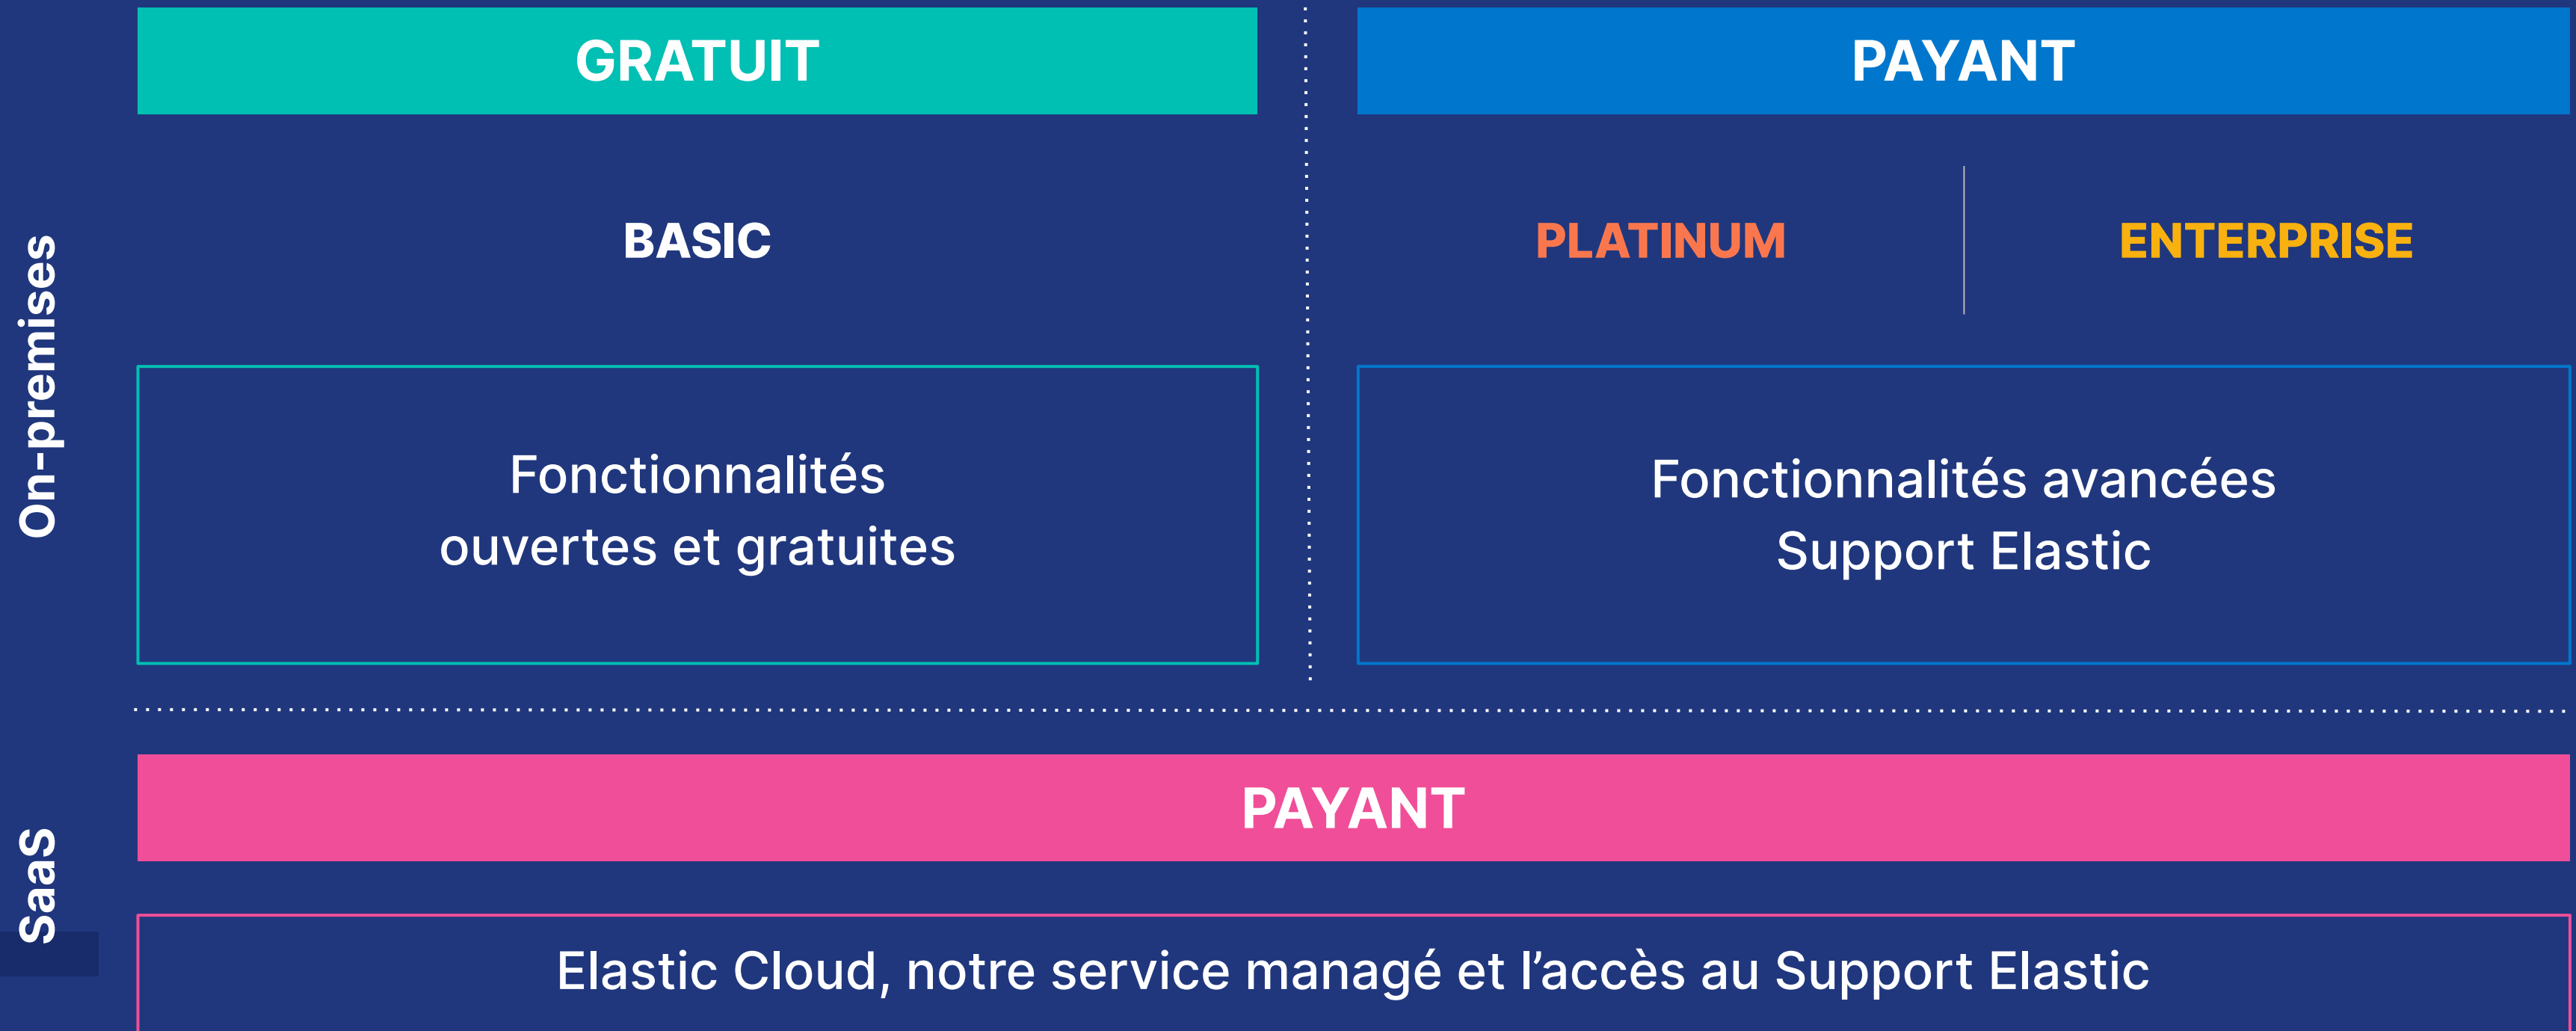 GRATUIT
PAYANT
On-premises
BASIC
PLATINUM
ENTERPRISE
Fonctionnalités
ouvertes et gratuites
Fonctionnalités avancées
Support Elastic
SaaS
PAYANT
Elastic Cloud, notre service managé et l’accès au Support Elastic